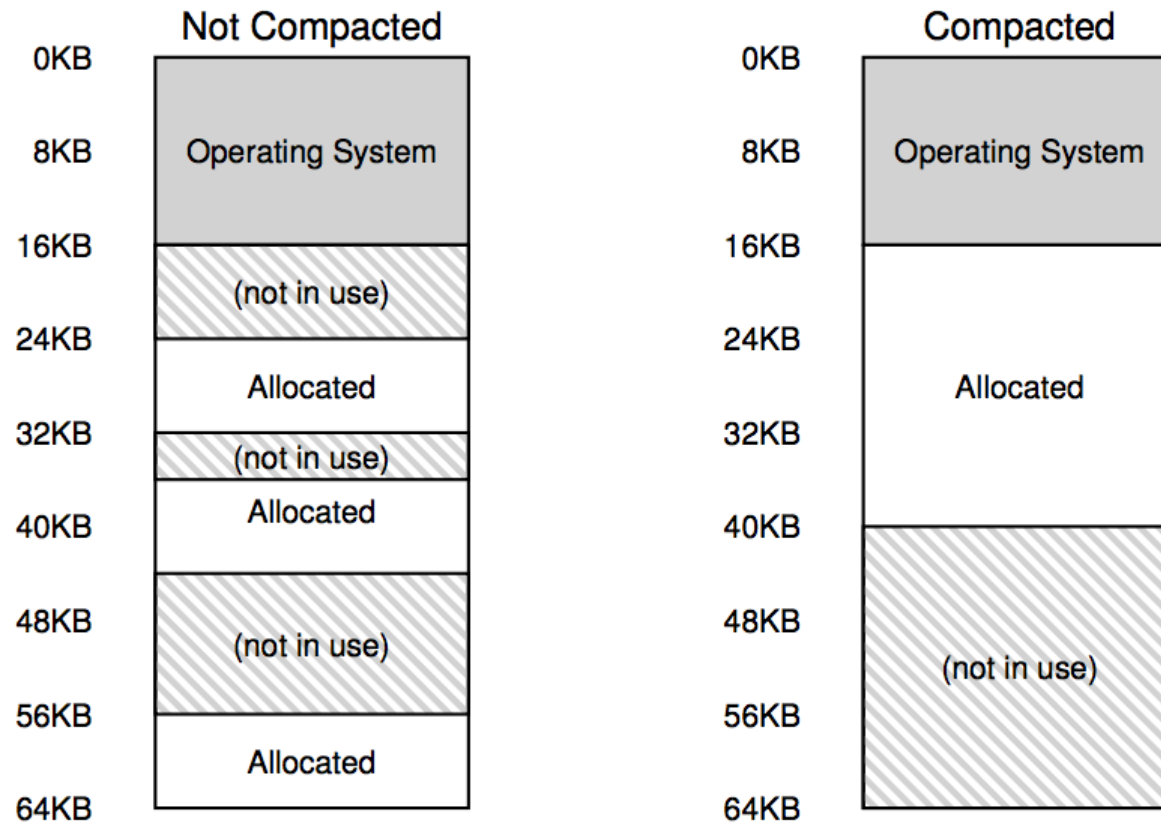 Not Compacted
0KB
8KB
Operating System
16KB
(not in use)
24KB
Allocated
32KB
(not in use)
Allocated
40KB
48KB
(not in use)
56KB
Allocated
64KB
Compacted
0KB
8KB
Operating System
16KB
24KB
Allocated
32KB
40KB
48KB
(not in use)
56KB
64KB